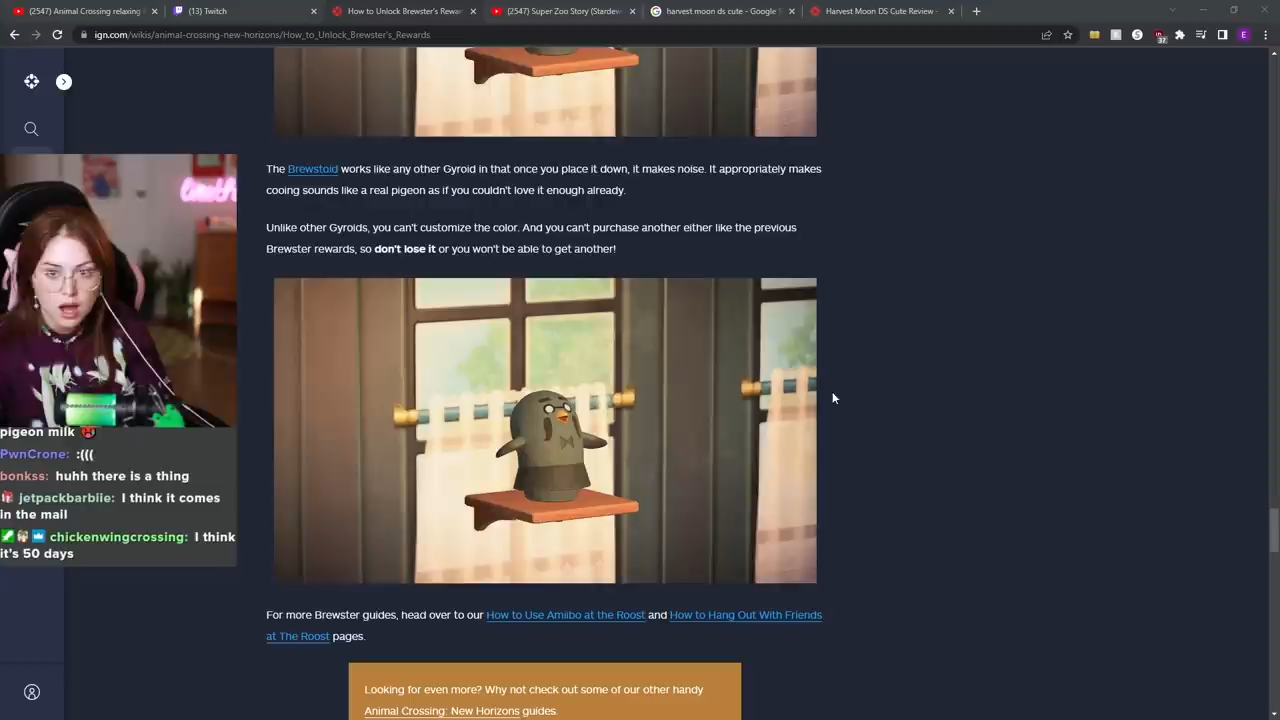 (2547) Animal Crossing relaxing
(13) Twitch
How to Unlock Brewster's Rewar
(2547) Super Zoo Story (Stardew
harvest moon ds cute - Google S
Harvest Moon DS Cute Review -
ign.com/wikis/animal-crossing-new-horizons/How_to_Unlock_Brewster's_Rewards
37
E
The Brewstoid works like any other Gyroid in that once you place it down, it makes noise. It appropriately makes
cooing sounds like a real pigeon as if you couldn't love it enough already.
Unlike other Gyroids, you can't customize the color. And you can't purchase another either like the previous
Brewster rewards, so don't lose it or you won't be able to get another!
pigeon milk
PwnCrone: :(((
bonkss: huhh there is a thing
jetpackbarbiie: I think it comes
in the mail
chickenwingcrossing: I think
it's 50 days
For more Brewster guides, head over to our How to Use Amiibo at the Roost and How to Hang Out With Friends
at The Roost pages.
Looking for even more? Why not check out some of our other handy
Animal Crossing: New Horizons guides.